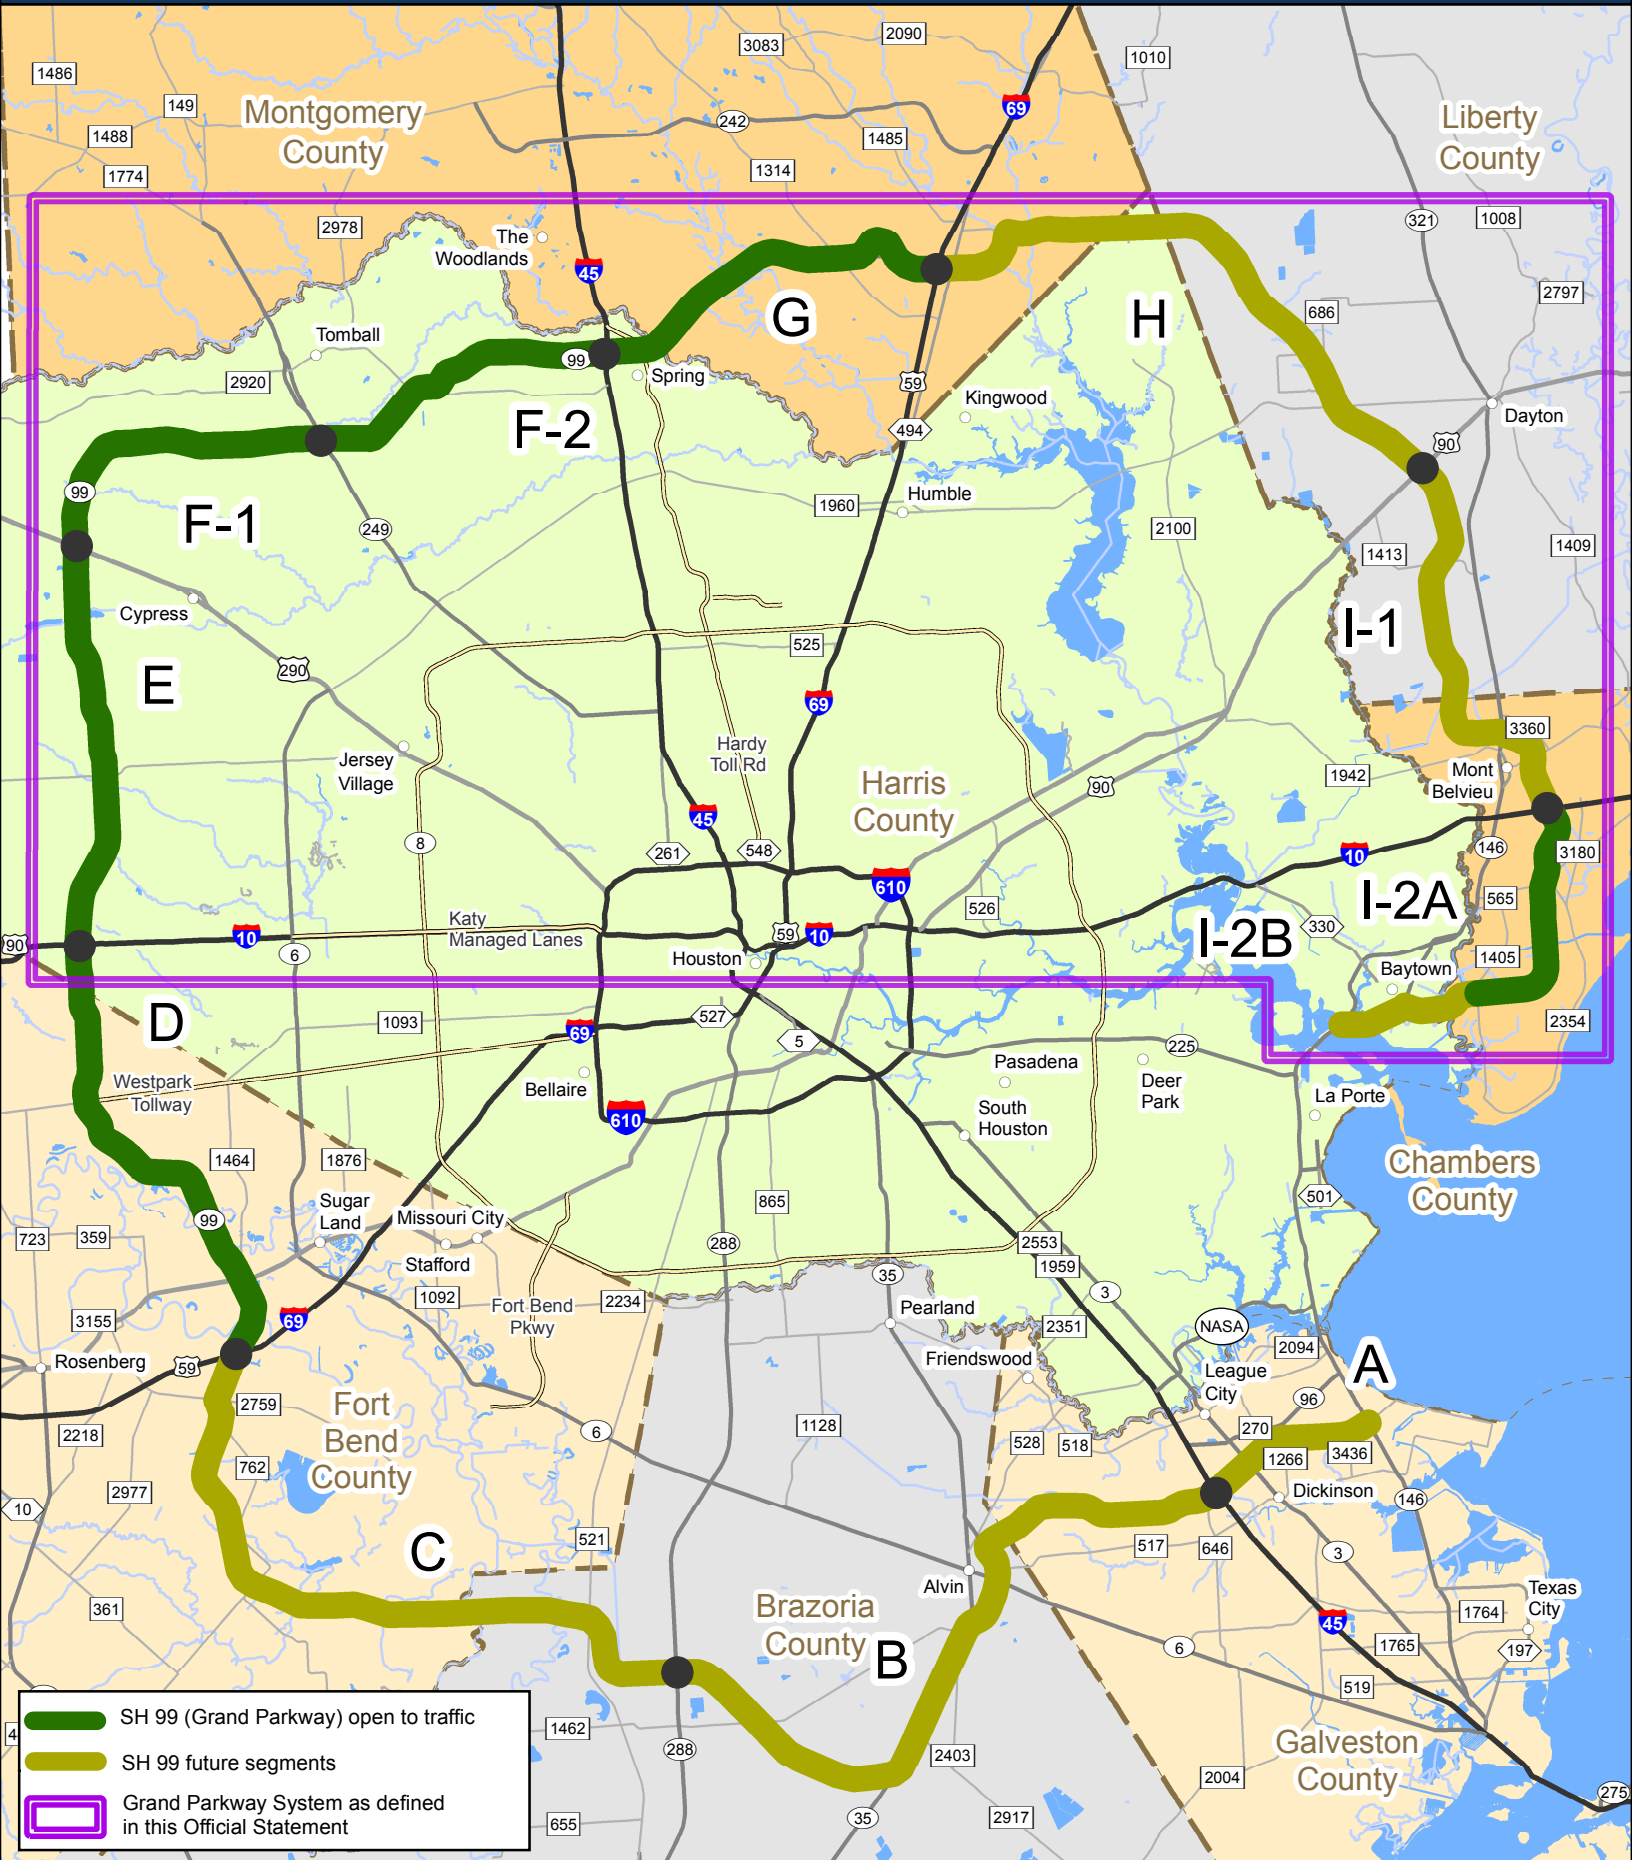 1486
149
1488
1774
Montgomery
County
3083
2090
242
1485
1314
69
1010
Liberty
County
321
1008
2797
2978
The
Woodlands
45
G
H
686
Tomball
2920
99
Spring
59
494
Kingwood
90
Dayton
F-2
99
F-1
249
1960
Humble
2100
1413
1409
Cypress
E
290
525
I-1
69
Jersey
Village
Hardy
Toll Rd
Harris
County
90
1942
3360
Mont
Belvieu
45
8
261
548
610
10
146
3180
526
I-2A
565
Katy
Managed Lanes
90
10
6
59
10
Houston
I-2B
330
1405
Baytown
D
1093
69
527
5
225
2354
Westpark
Tollway
Bellaire
610
Pasadena
Deer
Park
La Porte
South
Houston
1464
1876
Chambers
County
501
99
Sugar
Land
Missouri City
Stafford
865
723
359
288
2553
1959
35
3
3155
69
1092
Fort Bend
Pkwy
2234
Pearland
2351
NASA
2094
Rosenberg
59
Friendswood
League
City
A
2759
Fort
Bend
County
96
2218
762
6
1128
528
518
270
1266
3436
2977
10
Dickinson
146
C
521
517
646
3
Alvin
361
Brazoria
County
B
Texas
City
1764
45
6
1765
197
519
SH 99 (Grand Parkway) open to traffic
SH 99 future segments
Grand Parkway System as defined
in this Official Statement
1462
288
2403
Galveston
County
2004
275
655
35
2917